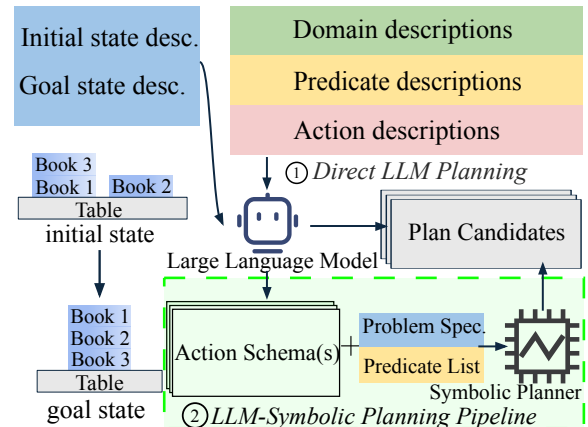 Initial state desc.
Goal state desc.
Domain descriptions
Predicate descriptions
Action descriptions
① Direct LLM Planning
Book 3
Book 1
Book 2
Table
initial state
Large Language Model
Plan Candidates
Book 1
Book 2
Book 3
Table
goal state
Action Schema(s)
+
Problem Spec.
Predicate List
Symbolic Planner
② LLM-Symbolic Planning Pipeline